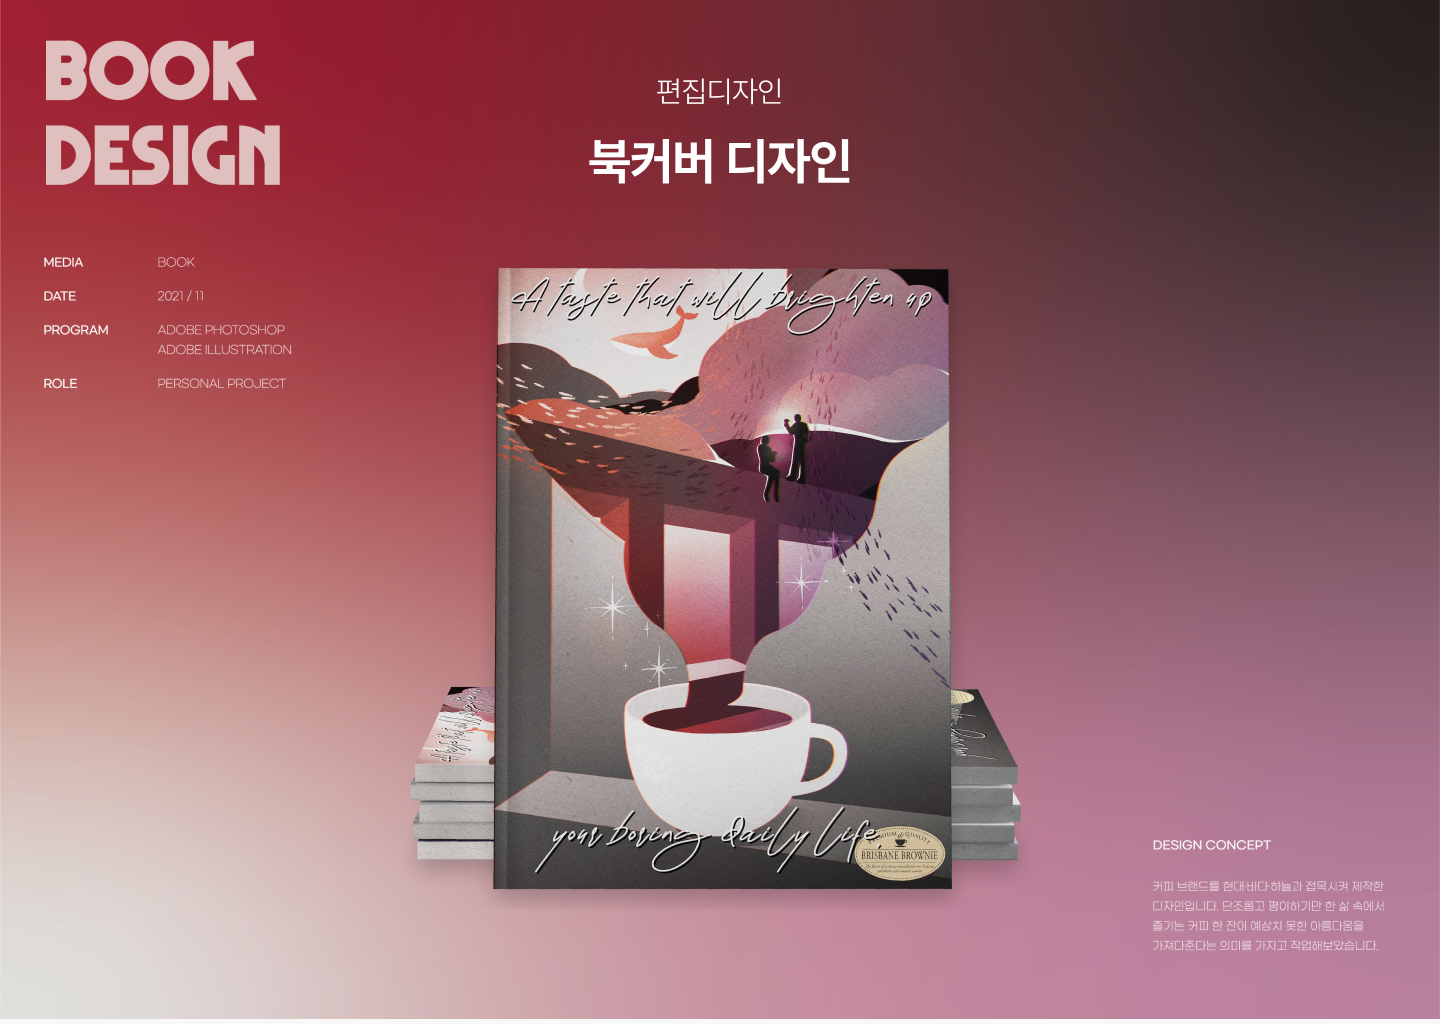 BOOK
DESIGN
편집디자인
북커버 디자인
MEDIA BOOK
DATE 2021 / 11
PROGRAM ADOBE PHOTOSHOP
ADOBE ILLUSTRATION
ROLE PERSONAL PROJECT
A taste that will brighten up
your boring daily life.
PREMIUM QUALITY
BRISBANE BROWNIE
DESIGN CONCEPT
커피 브랜드를 현대·바다·하늘과 접목시켜 제작한
디자인입니다. 단조롭고 평이하기만 한 삶 속에서
즐기는 커피 한 잔이 예상치 못한 아름다움을
가져다준다는 의미를 가지고 작업해보았습니다.